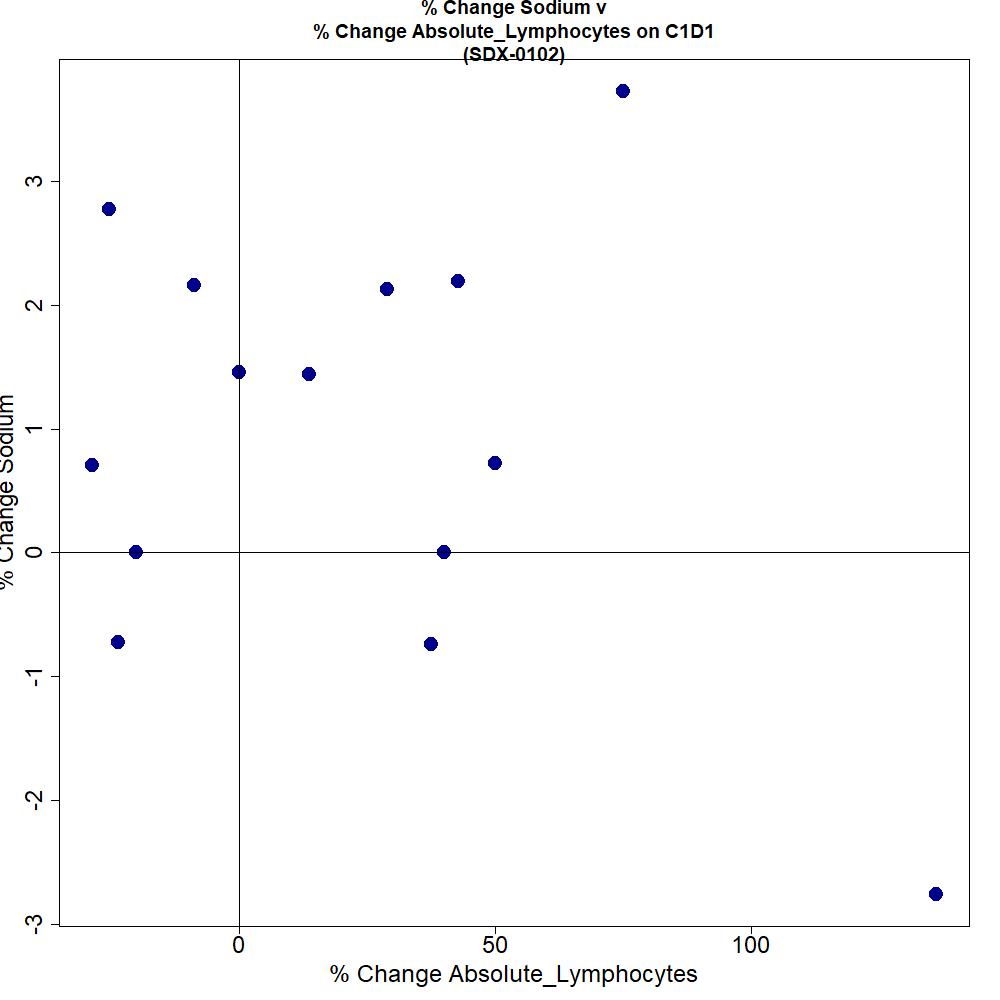 % Change Sodium v
% Change Absolute_Lymphocytes on C1D1
(SDX-0102)
% Change Sodium
3
2
1
0
-1
-2
-3
0
50
100
% Change Absolute_Lymphocytes